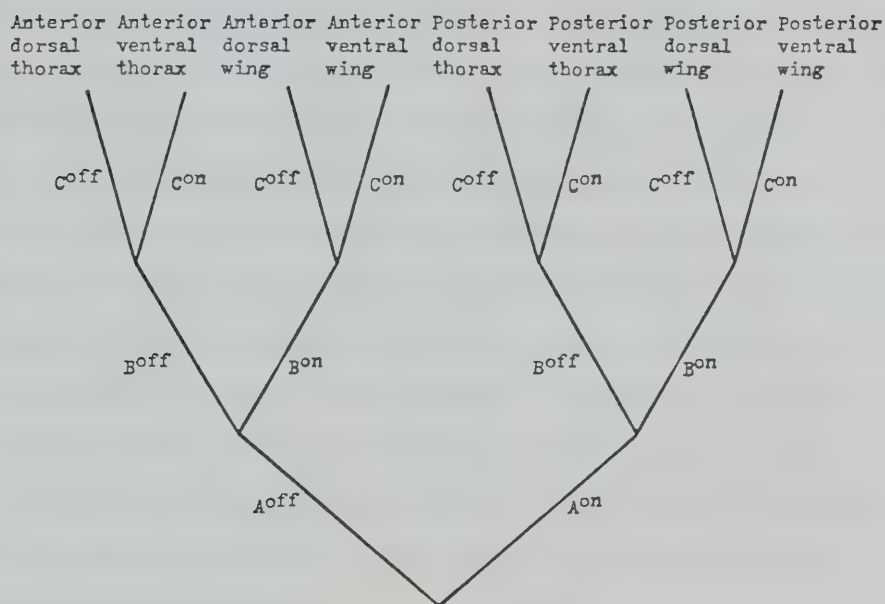 Anterior Anterior Anterior Anterior Posterior Posterior Posterior Posterior
dorsal ventral dorsal ventral dorsal ventral dorsal ventral
thorax thorax wing wing thorax thorax wing wing
Coff Con Coff Con Coff Con Coff Con
Boff Bon Boff Bon
Aoff Aon